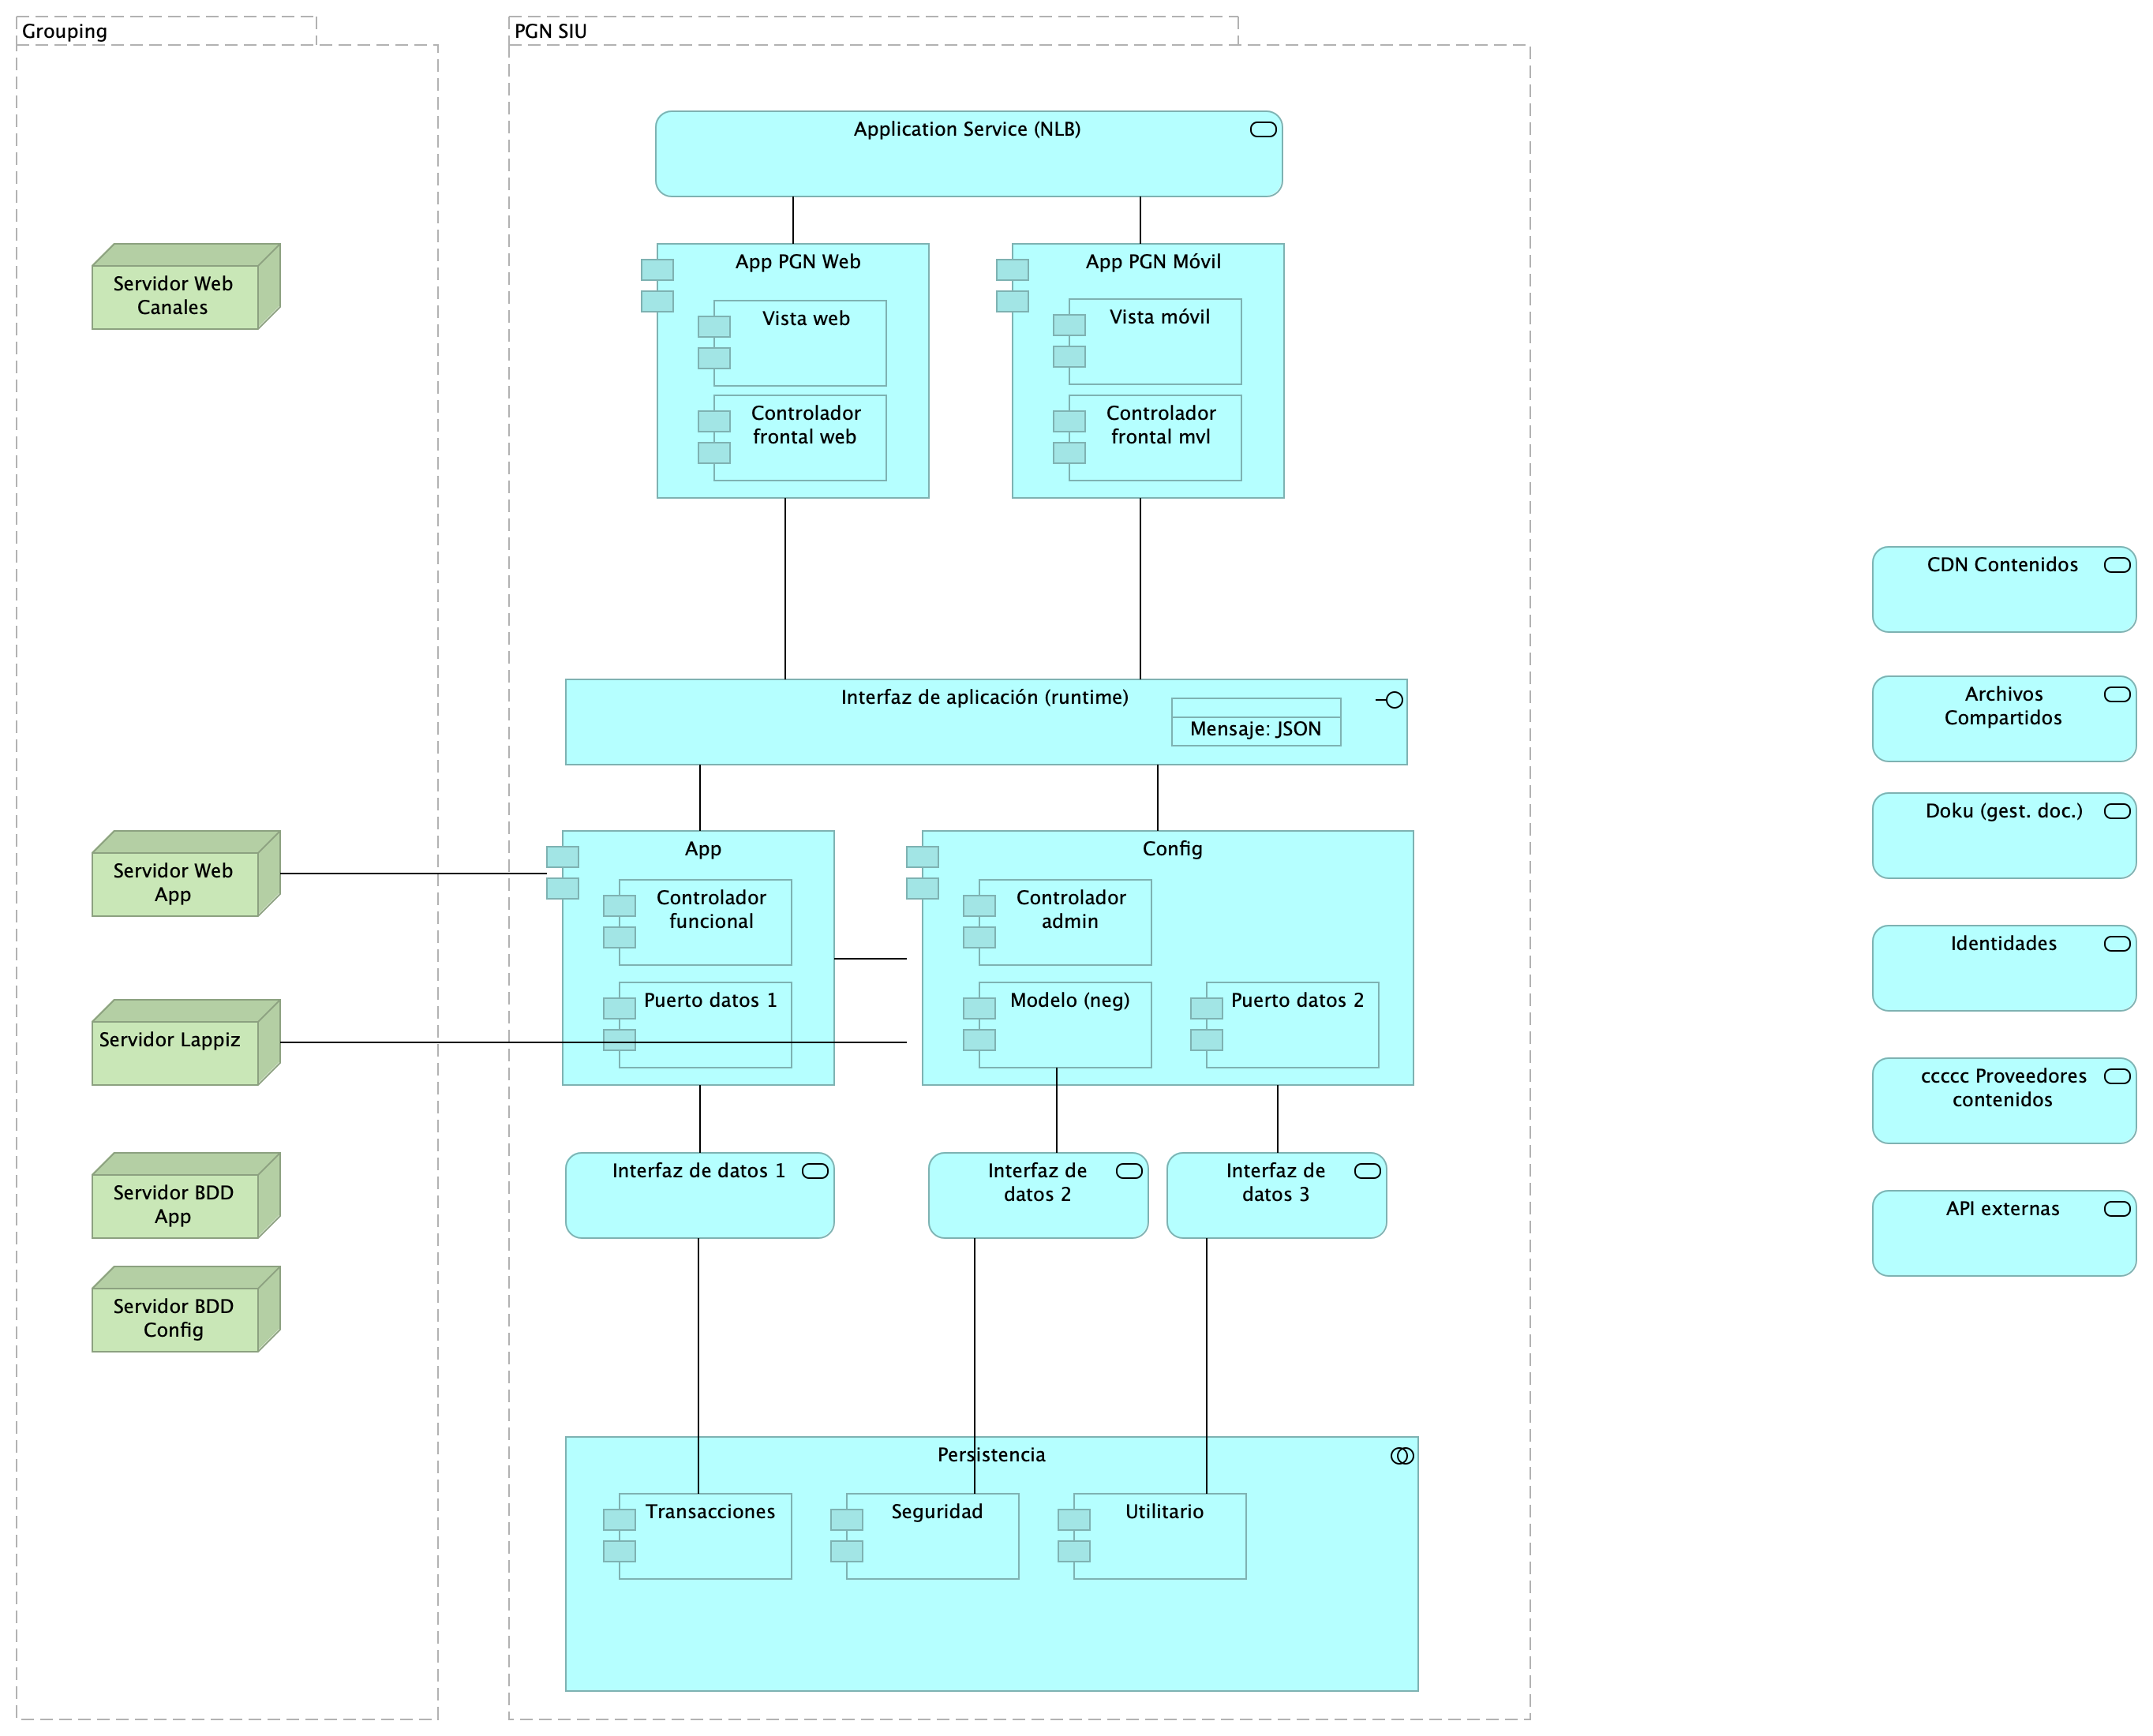 Grouping
PGN SIU
Application Service (NLB)
Servidor Web
Canales
App PGN Web
Vista web
Controlador
frontal web
App PGN Móvil
Vista móvil
Controlador
frontal mvl
Interfaz de aplicación (runtime)
Mensaje: JSON
Servidor Web
App
Servidor Lappiz
Servidor BDD
App
Servidor BDD
Config
App
Controlador
funcional
Puerto datos 1
Config
Controlador
admin
Modelo (neg)
Puerto datos 2
Interfaz de datos 1
Interfaz de
datos 2
Interfaz de
datos 3
Persistencia
Transacciones
Seguridad
Utilitario
CDN Contenidos
Archivos
Compartidos
Doku (gest. doc.)
Identidades
ccccc Proveedores
contenidos
API externas